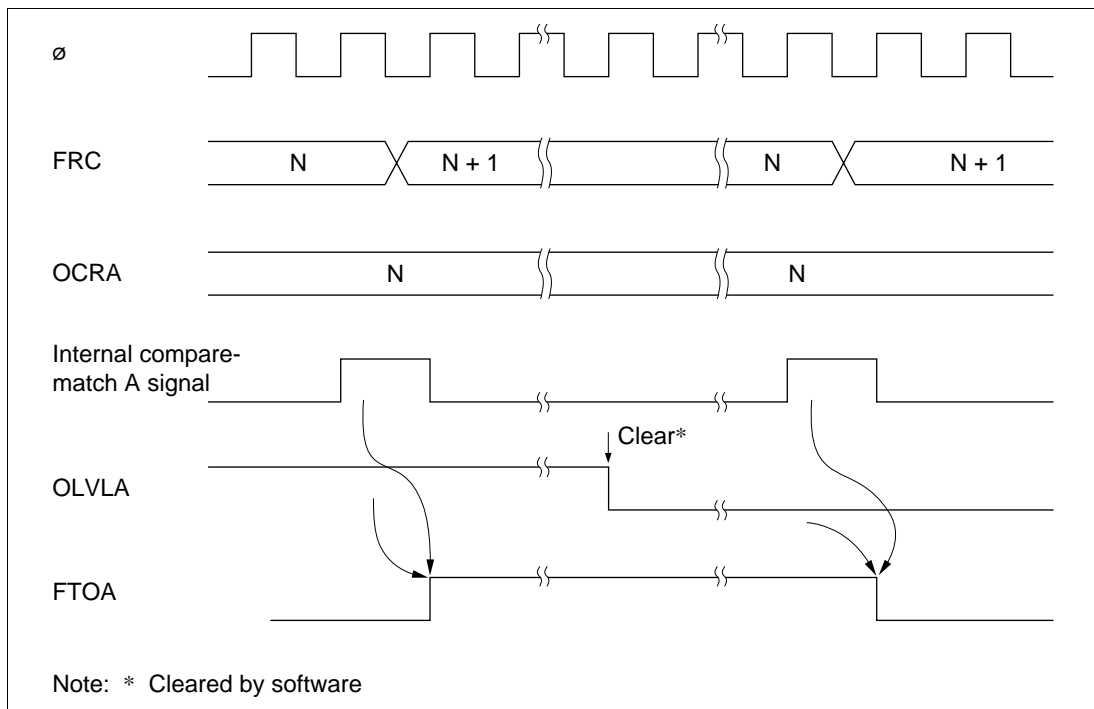 ø
FRC N N + 1 N N + 1
OCRA N N
Internal compare-
match A signal
Clear*
OLVLA
FTOA
Note: * Cleared by software